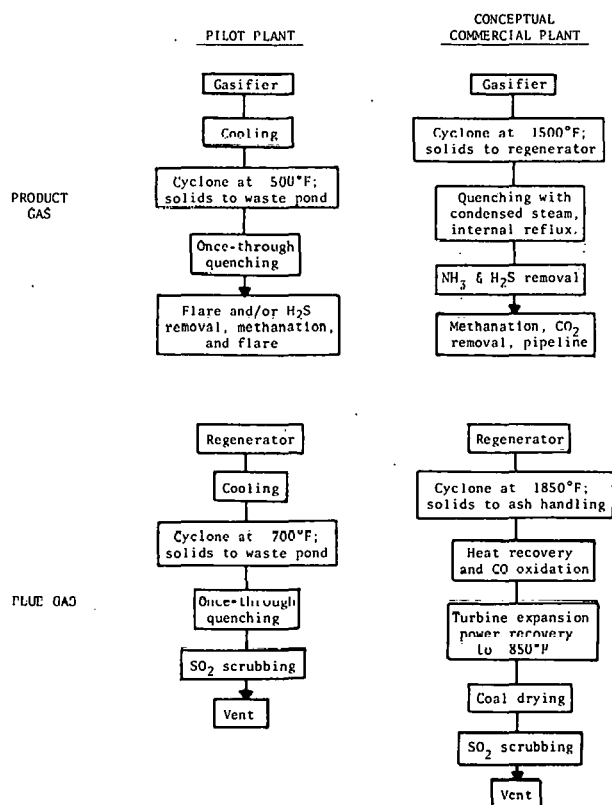 PILOT PLANT
CONCEPTUAL
COMMERCIAL PLANT
PRODUCT
GAS
Gasifier
Cooling
Cyclone at 500°F;
solids to waste pond
Once-through
quenching
Flare and/or H2S
removal, methanation,
and flare
Gasifier
Cyclone at 1500°F;
solids to regenerator
Quenching with
condensed steam,
internal reflux.
NH3 & H2S removal
Methanation, CO2
removal, pipeline
FLUE GAS
Regenerator
Cooling
Cyclone at 700°F;
solids to waste pond
Once-through
quenching
SO2 scrubbing
Vent
Regenerator
Cyclone at 1850°F;
solids to ash handling
Heat recovery
and CO oxidation
Turbine expansion
power recovery
to 850°F
Coal drying
SO2 scrubbing
Vent